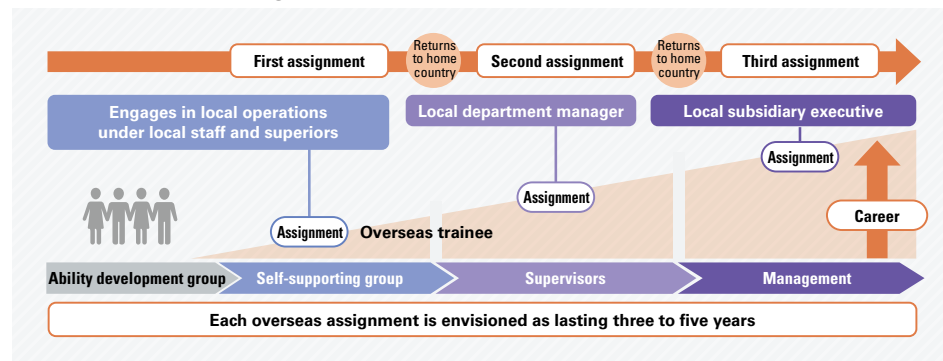 First assignment
Returns
to home
country
Second assignment
Returns
to home
country
Third assignment
Engages in local operations
under local staff and superiors
Local department manager
Local subsidiary executive
Assignment
Assignment
Assignment
Overseas trainee
Career
Ability development group
Self-supporting group
Supervisors
Management
Each overseas assignment is envisioned as lasting three to five years